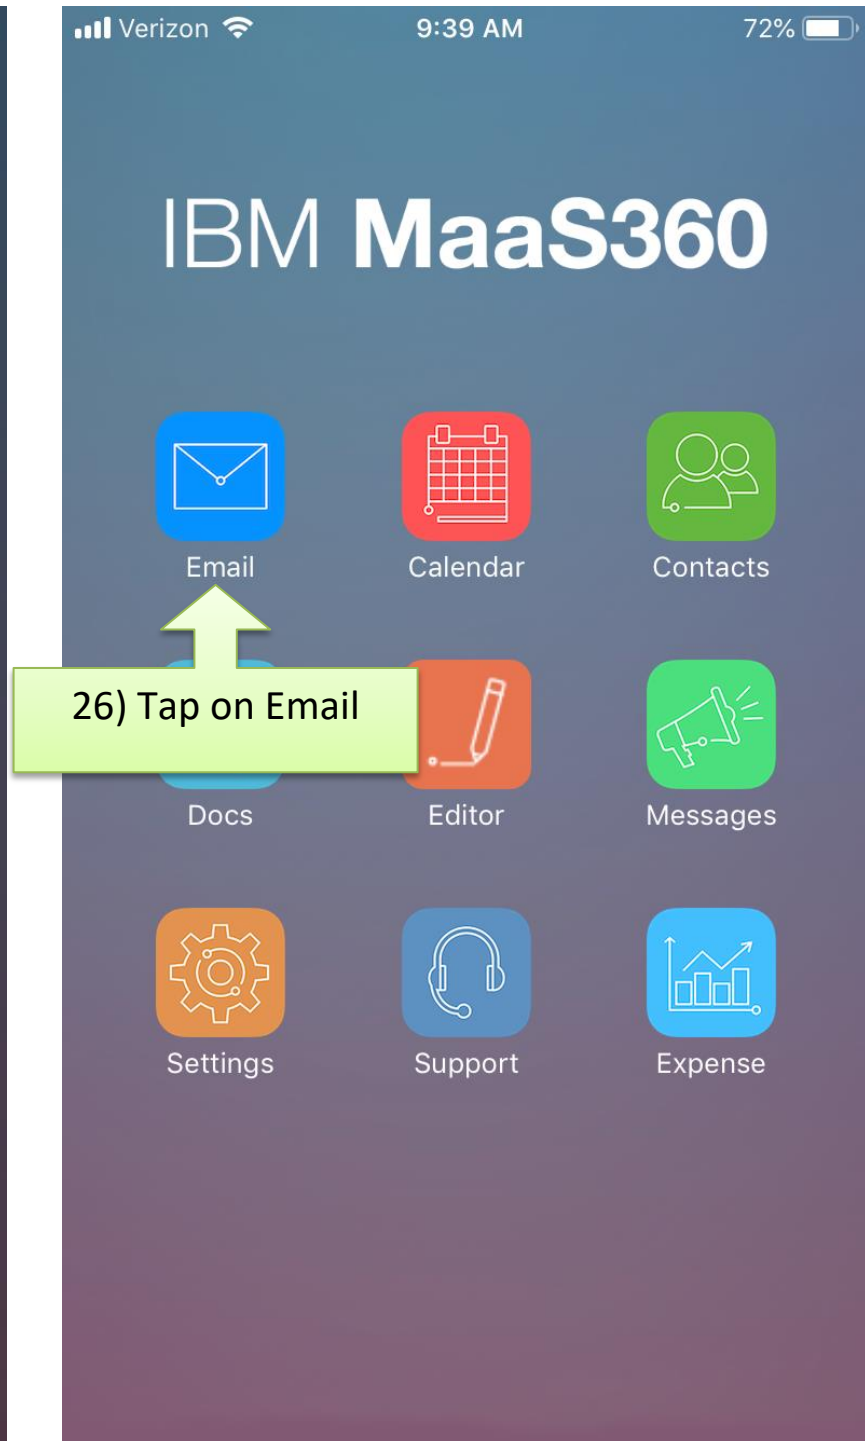 Verizon 9:39 AM 72%
IBM MaaS360
Email Calendar Contacts
26) Tap on Email
Docs Editor Messages
Settings Support Expense